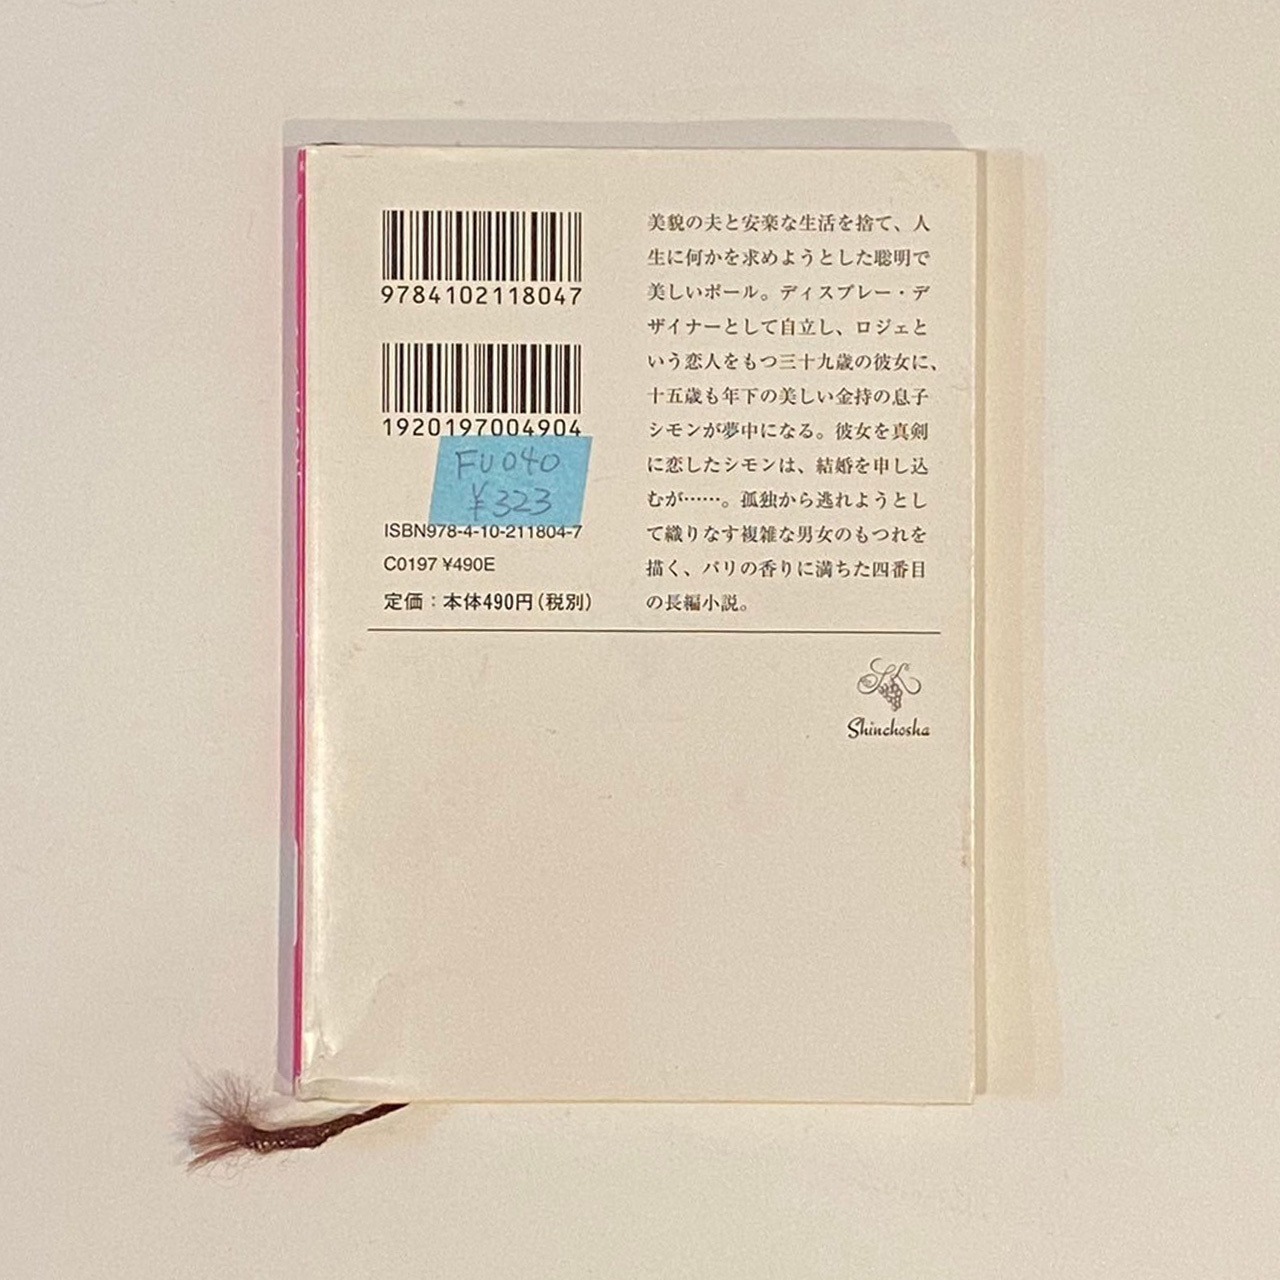 9784102118047
1920197004904
FU040
¥323
ISBN978-4-10-211804-7
C0197 ¥490E
定価：本体490円（税別）
美貌の夫と安楽な生活を捨て、人
生に何かを求めようとした聡明で
美しいポール。ディスプレー・デ
ザイナーとして自立し、ロジェと
いう恋人をもつ三十九歳の彼女に、
十五歳も年下の美しい金持の息子
シモンが夢中になる。彼女を真剣
に恋したシモンは、結婚を申し込
むが……。孤独から逃れようとし
て織りなす複雑な男女のもつれを
描く、パリの香りに満ちた四番目
の長編小説。
Shinchosha